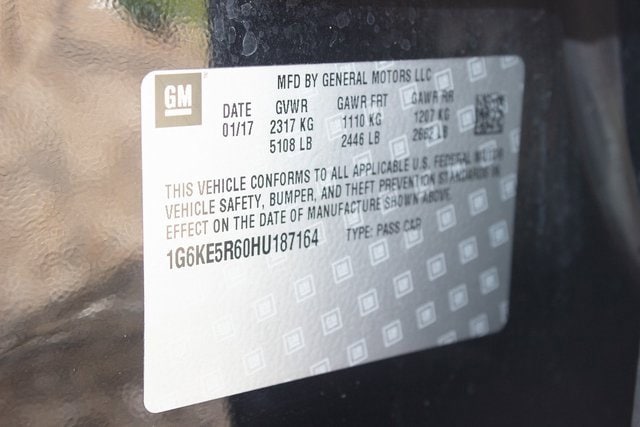 GM
MFD BY GENERAL MOTORS LLC
DATE GVWR GAWR FRT GAWR RR
01/17 2317 KG 1110 KG 1207 KG
5108 LB 2446 LB 2662 LB
THIS VEHICLE CONFORMS TO ALL APPLICABLE U.S. FEDERAL MOTOR
VEHICLE SAFETY, BUMPER, AND THEFT PREVENTION STANDARDS IN
EFFECT ON THE DATE OF MANUFACTURE SHOWN ABOVE.
1G6KE5R60HU187164 TYPE: PASS CAR